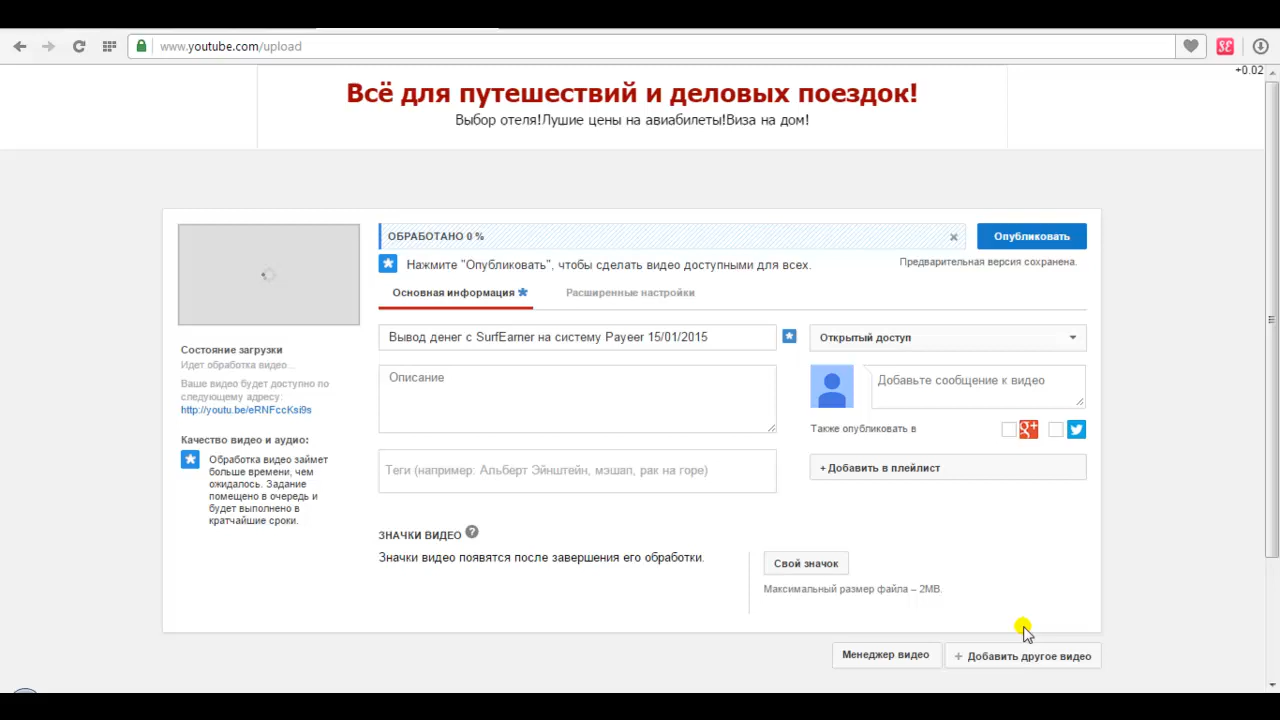 www.youtube.com/upload
+0.02
Всё для путешествий и деловых поездок!
Выбор отеля!Лушие цены на авиабилеты!Виза на дом!
ОБРАБОТАНО 0 %
Опубликовать
Нажмите "Опубликовать", чтобы сделать видео доступными для всех.
Предварительная версия сохранена.
Основная информация
Расширенные настройки
Вывод денег с SurfEarner на систему Payeer 15/01/2015
Открытый доступ
Состояние загрузки
Идет обработка видео...
Ваше видео будет доступно по
следующему адресу:
http://youtu.be/eRNFccKsi9s
Описание
Добавьте сообщение к видео
Также опубликовать в
g+
Качество видео и аудио:
Обработка видео займет
больше времени, чем
ожидалось. Задание
помещено в очередь и
будет выполнено в
кратчайшие сроки.
Теги (например: Альберт Эйнштейн, мэшап, рак на горе)
+ Добавить в плейлист
ЗНАЧКИ ВИДЕО ?
Значки видео появятся после завершения его обработки.
Свой значок
Максимальный размер файла – 2MB.
Менеджер видео
+ Добавить другое видео